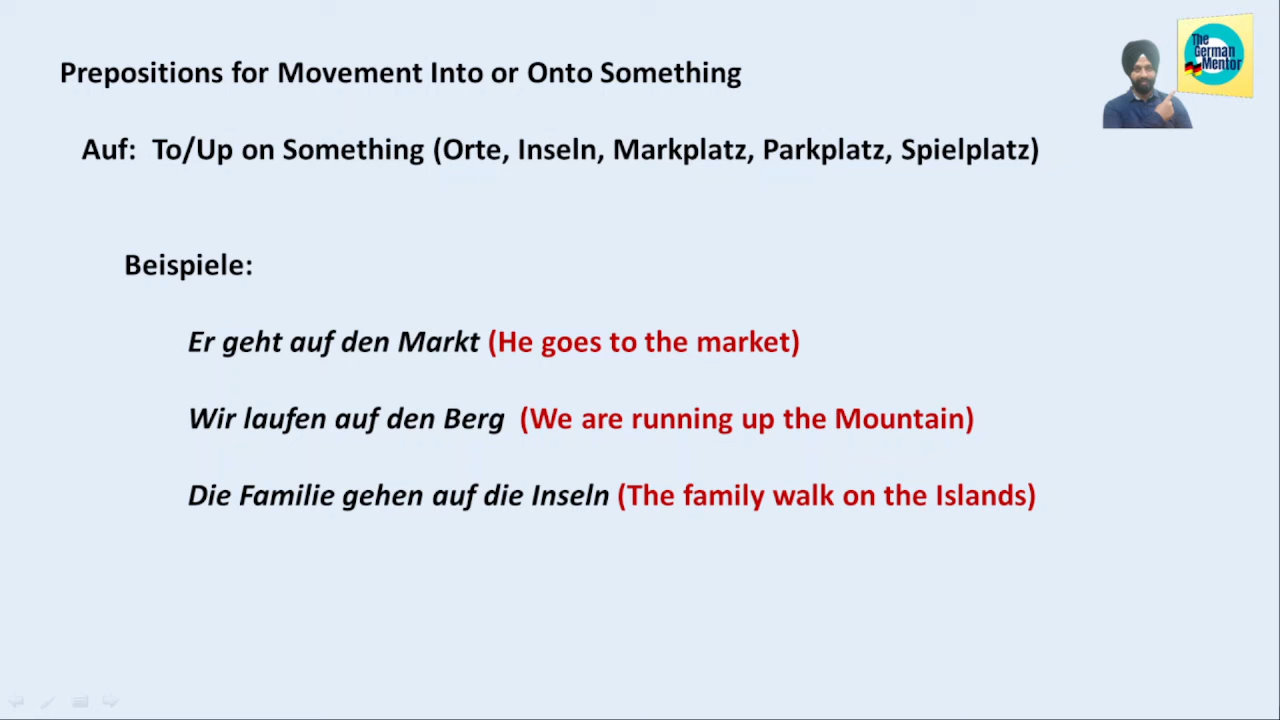 Prepositions for Movement Into or Onto Something
The
German
Mentor
Auf: To/Up on Something (Orte, Inseln, Markplatz, Parkplatz, Spielplatz)
Beispiele:
Er geht auf den Markt (He goes to the market)
Wir laufen auf den Berg (We are running up the Mountain)
Die Familie gehen auf die Inseln (The family walk on the Islands)